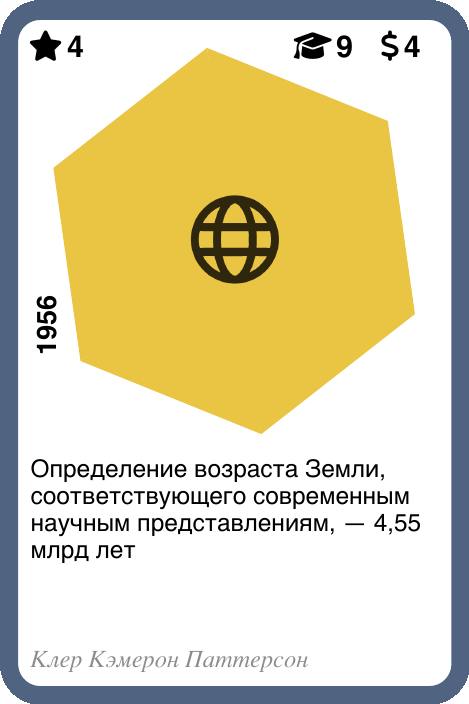 4
9
$4
1956
Определение возраста Земли,
соответствующего современным
научным представлениям, — 4,55
млрд лет
Клер Кэмерон Паттерсон